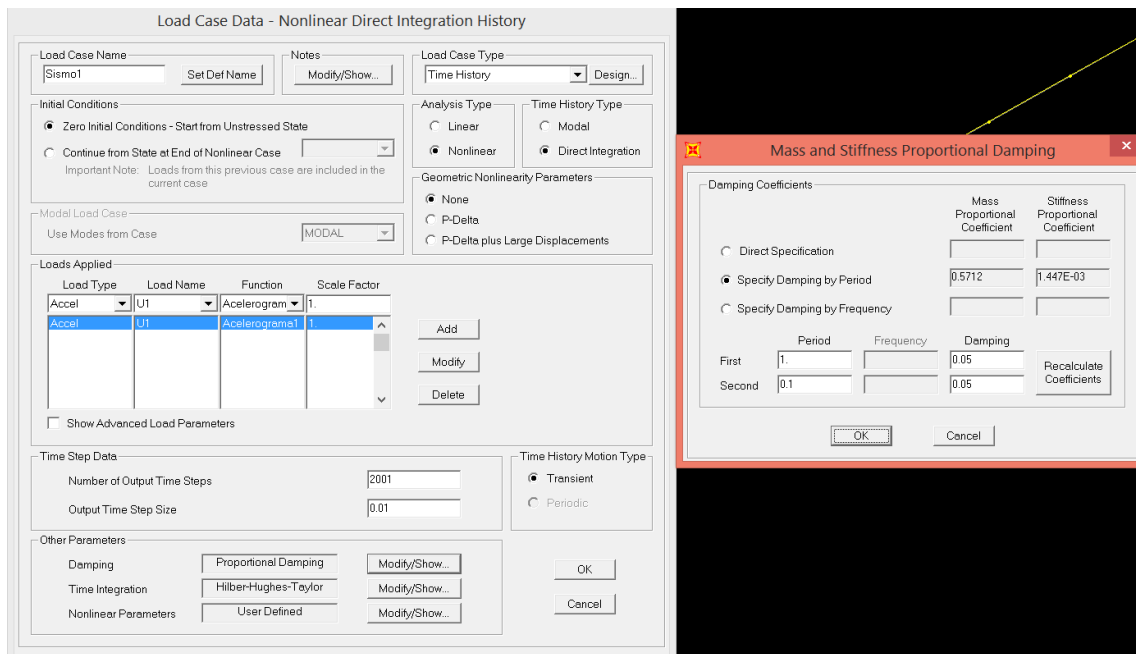 Load Case Data - Nonlinear Direct Integration History
Load Case Name
Sismo1
Set Def Name
Notes
Modify/Show...
Load Case Type
Time History
Design...
Initial Conditions
Zero Initial Conditions - Start from Unstressed State
Continue from State at End of Nonlinear Case
Important Note: Loads from this previous case are included in the
current case
Analysis Type
Linear
Nonlinear
Time History Type
Modal
Direct Integration
Geometric Nonlinearity Parameters
None
P-Delta
P-Delta plus Large Displacements
Modal Load Case
Use Modes from Case
MODAL
Loads Applied
Load Type Load Name Function Scale Factor
Accel U1 Acelerogram 1.
Accel U1 Acelerograma1 1.
Add
Modify
Delete
Show Advanced Load Parameters
Time Step Data
Number of Output Time Steps 2001
Output Time Step Size 0.01
Time History Motion Type
Transient
Periodic
Other Parameters
Damping Proportional Damping Modify/Show...
Time Integration Hilber-Hughes-Taylor Modify/Show...
Nonlinear Parameters User Defined Modify/Show...
OK
Cancel
Mass and Stiffness Proportional Damping
Damping Coefficients
Mass
Proportional
Coefficient
Stiffness
Proportional
Coefficient
Direct Specification
Specify Damping by Period 0.5712 1.447E-03
Specify Damping by Frequency
Period Frequency Damping
First 1. 0.05
Second 0.1 0.05
Recalculate
Coefficients
OK
Cancel